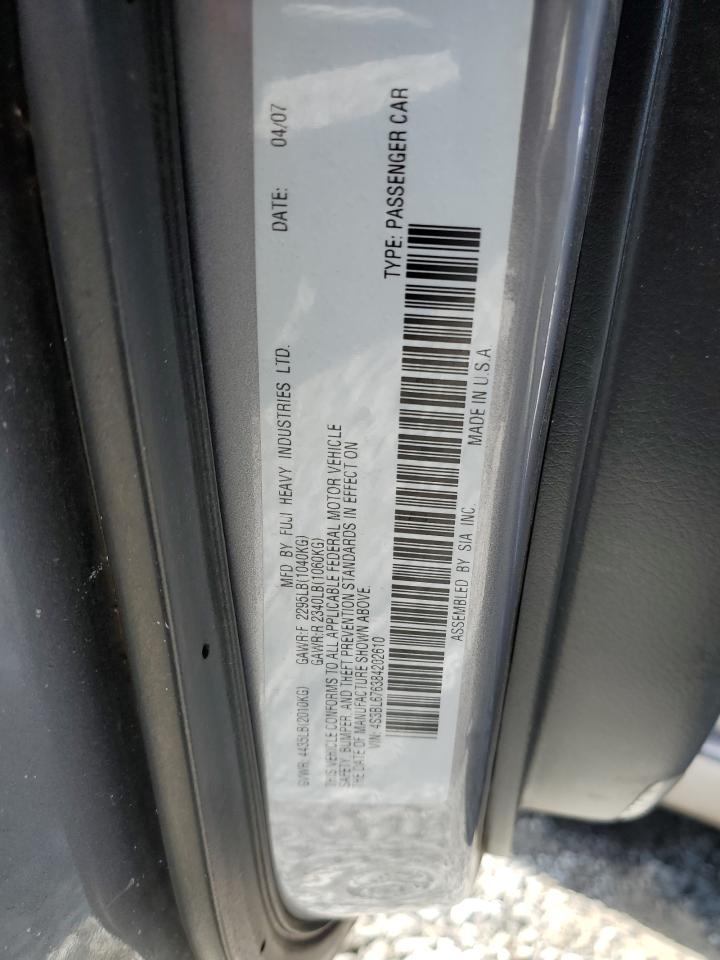 MFD BY FUJI HEAVY INDUSTRIES LTD. DATE: 04/07
GVWR: 4435LB(2010KG) GAWR:F 2295LB(1040KG)
GAWR:R 2340LB(1060KG)
THIS VEHICLE CONFORMS TO ALL APPLICABLE FEDERAL MOTOR VEHICLE
SAFETY, BUMPER, AND THEFT PREVENTION STANDARDS IN EFFECT ON
THE DATE OF MANUFACTURE SHOWN ABOVE.
VIN: 4S3BL676384202610 TYPE: PASSENGER CAR
ASSEMBLED BY SIA INC MADE IN U.S.A.